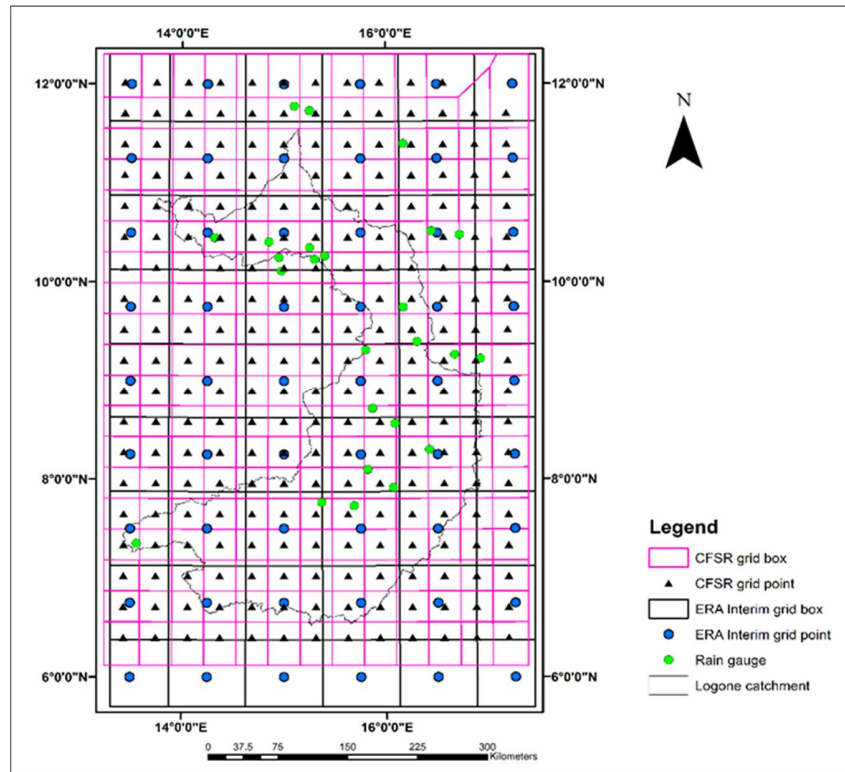 14°0'0"E 16°0'0"E
12°0'0"N 12°0'0"N
N
10°0'0"N 10°0'0"N
8°0'0"N 8°0'0"N
6°0'0"N 6°0'0"N
14°0'0"E 16°0'0"E
0 37.5 75 150 225 300
Kilometers
Legend
CFSR grid box
CFSR grid point
ERA Interim grid box
ERA Interim grid point
Rain gauge
Logone catchment